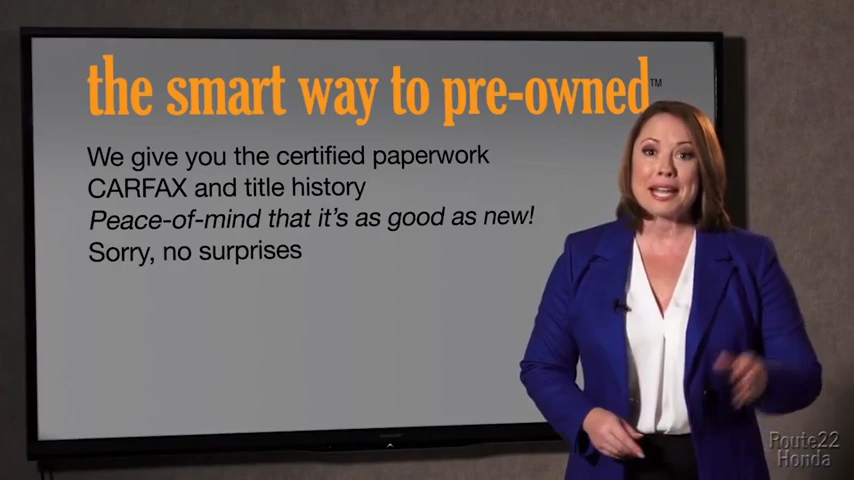 the smart way to pre-owned™
We give you the certified paperwork
CARFAX and title history
Peace-of-mind that it's as good as new!
Sorry, no surprises
Route22
Honda